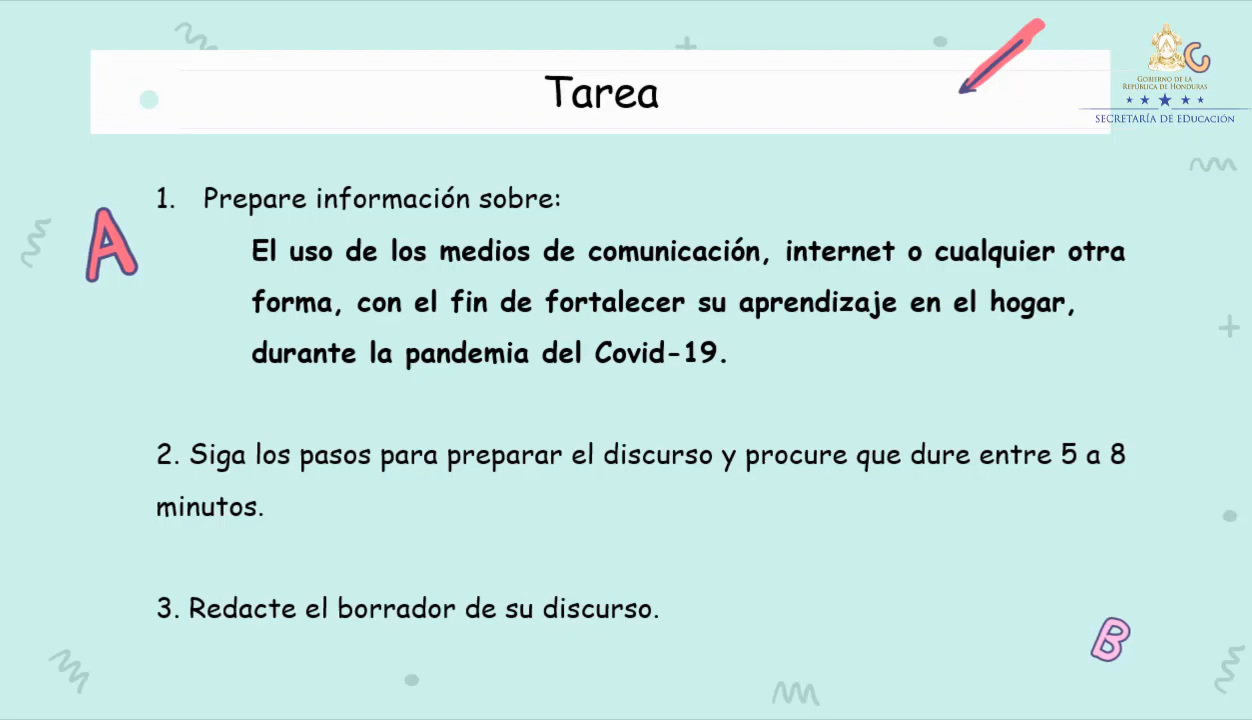 Tarea
GOBIERNO DE LA
REPÚBLICA DE HONDURAS
SECRETARÍA DE EDUCACIÓN
1. Prepare información sobre:
A
El uso de los medios de comunicación, internet o cualquier otra
forma, con el fin de fortalecer su aprendizaje en el hogar,
durante la pandemia del Covid-19.
2. Siga los pasos para preparar el discurso y procure que dure entre 5 a 8
minutos.
3. Redacte el borrador de su discurso.
B
C